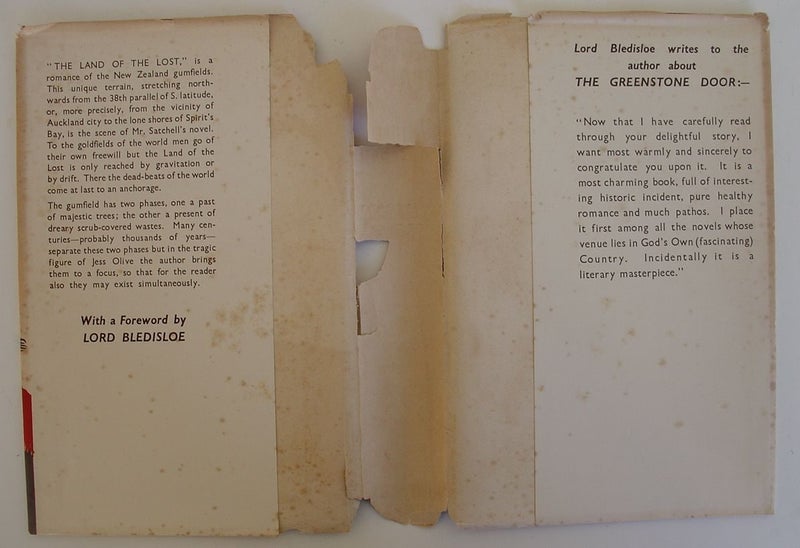 "THE LAND OF THE LOST," is a
romance of the New Zealand gumfields.
This unique terrain, stretching north-
wards from the 38th parallel of S. latitude,
or, more precisely, from the vicinity of
Auckland city to the lone shores of Spirit's
Bay, is the scene of Mr, Satchell's novel.
To the goldfields of the world men go of
their own freewill but the Land of the
Lost is only reached by gravitation or
by drift. There the dead-beats of the world
come at last to an anchorage.
The gumfield has two phases, one a past
of majestic trees; the other a present of
dreary scrub-covered wastes. Many cen-
turies—probably thousands of years—
separate these two phases but in the tragic
figure of Jess Olive the author brings
them to a focus, so that for the reader
also they may exist simultaneously.
With a Foreword by
LORD BLEDISLOE
Lord Bledisloe writes to the
author about
THE GREENSTONE DOOR:—
"Now that I have carefully read
through your delightful story, I
want most warmly and sincerely to
congratulate you upon it. It is a
most charming book, full of interest-
ing historic incident, pure healthy
romance and much pathos. I place
it first among all the novels whose
venue lies in God's Own (fascinating)
Country. Incidentally it is a
literary masterpiece."